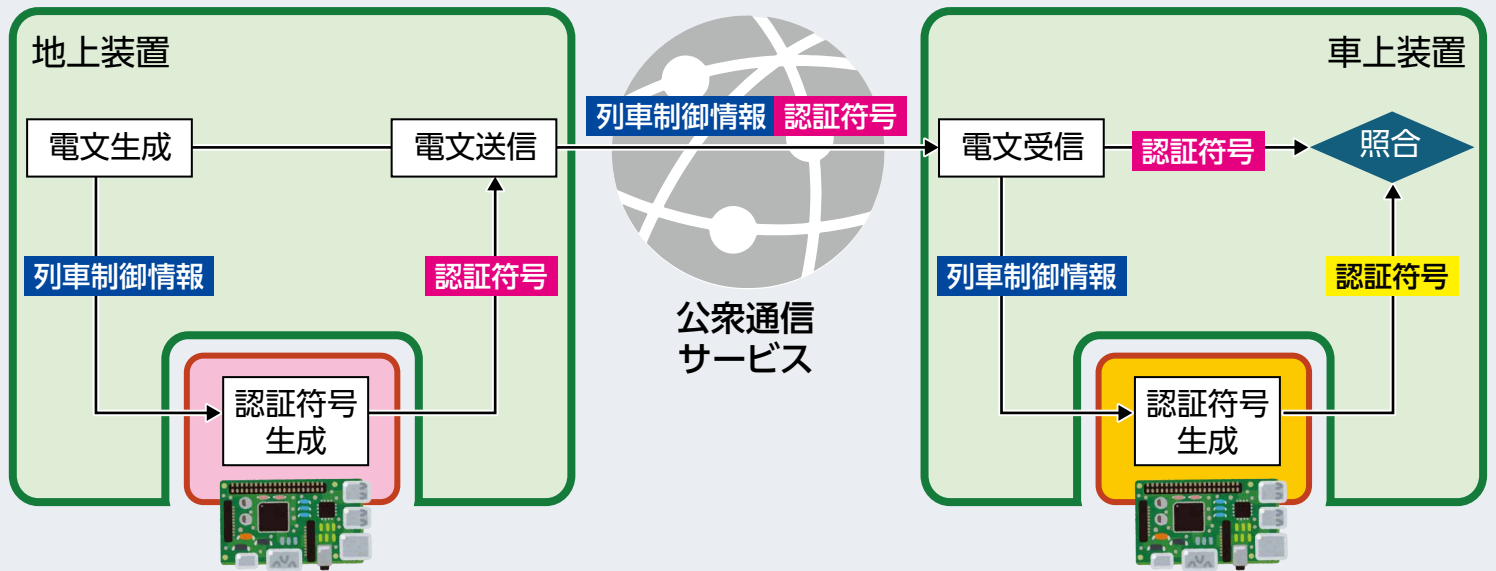 地上装置
車上装置
列車制御情報 認証符号
電文生成
電文送信
電文受信
認証符号
照合
列車制御情報
認証符号
列車制御情報
認証符号
公衆通信
サービス
認証符号
生成
認証符号
生成